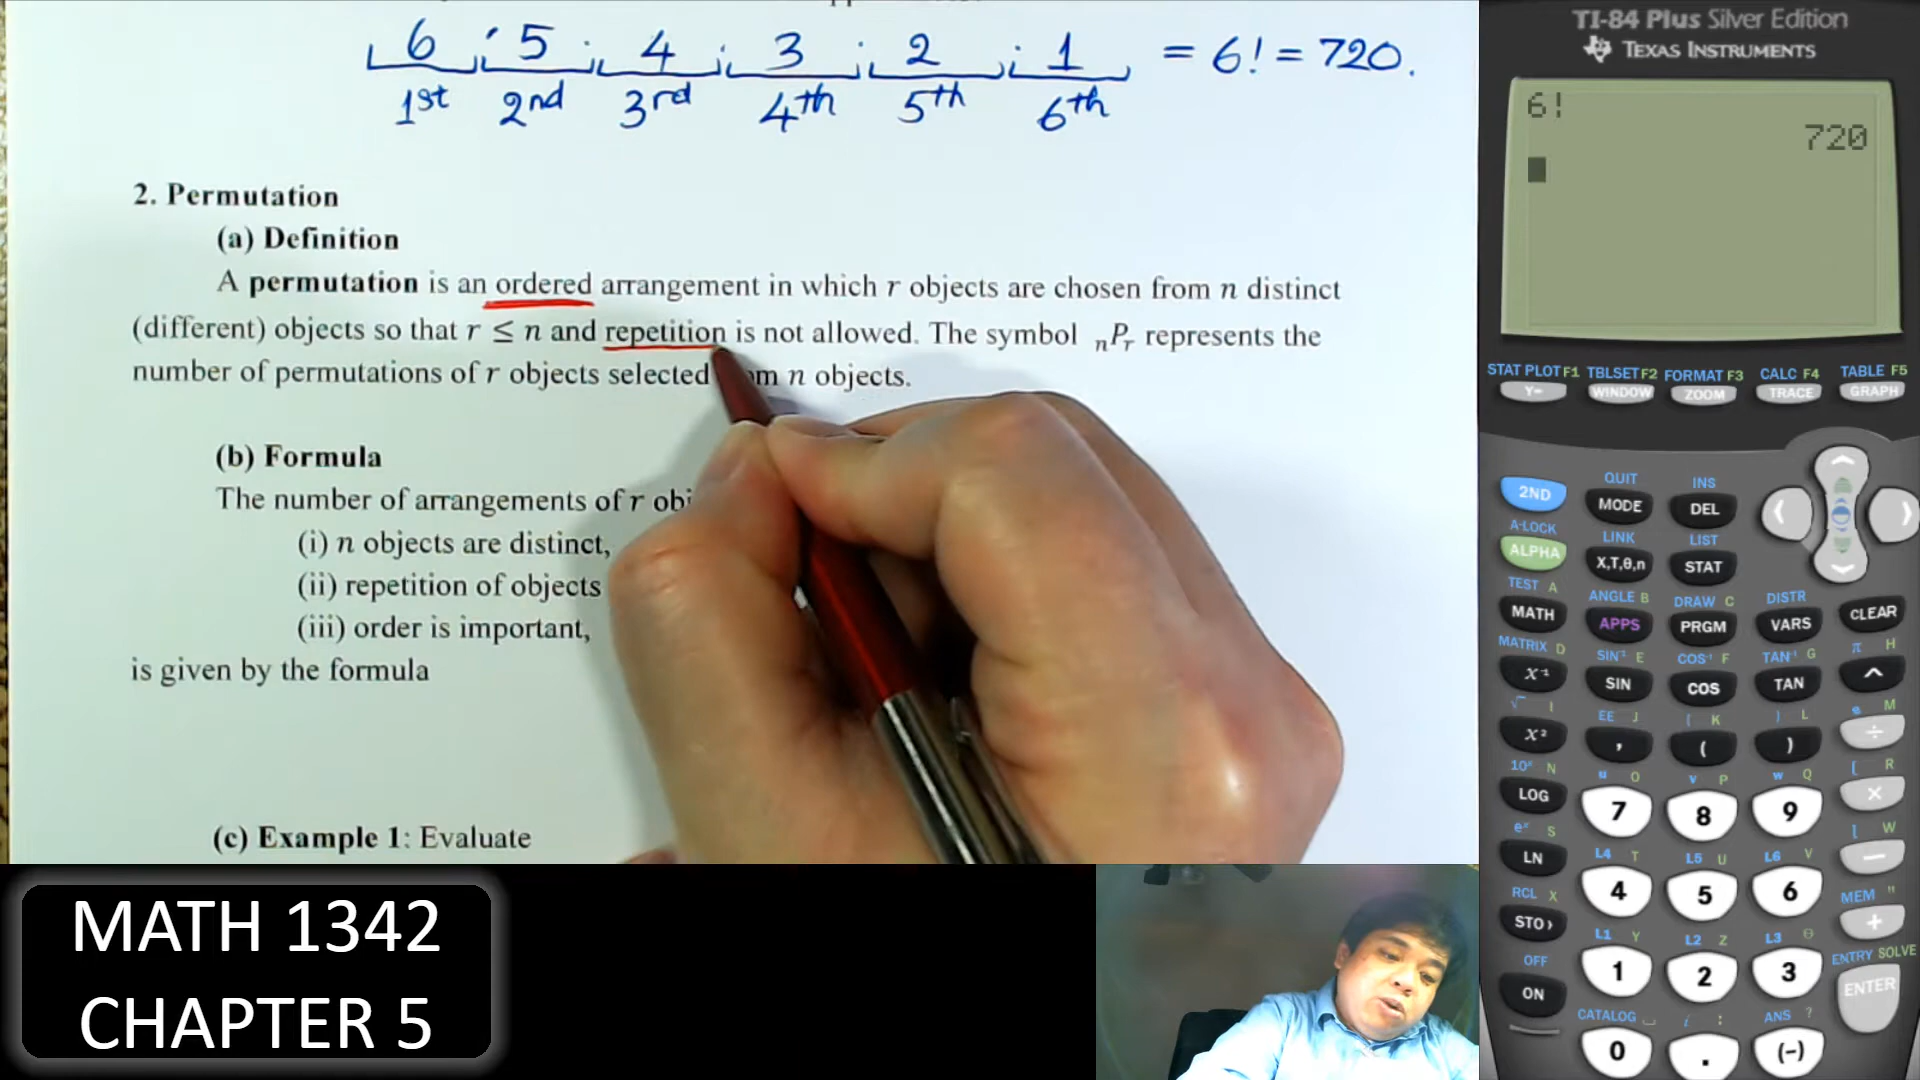 6 · 5 · 4 · 3 · 2 · 1 = 6! = 720.
1st 2nd 3rd 4th 5th 6th
2. Permutation
(a) Definition
A permutation is an ordered arrangement in which r objects are chosen from n distinct
(different) objects so that r ≤ n and repetition is not allowed. The symbol nPr represents the
number of permutations of r objects selected n objects.
(b) Formula
The number of arrangements of r
(i) n objects are distinct,
(ii) repetition of objects
(iii) order is important,
is given by the formula
(c) Example 1: Evaluate
MATH 1342
CHAPTER 5
TI-84 Plus Silver Edition
TEXAS INSTRUMENTS
6!
720
STAT PLOT F1 TBLSET F2 FORMAT F3 CALC F4 TABLE F5
Y= WINDOW ZOOM TRACE GRAPH
QUIT INS
2ND MODE DEL
A-LOCK LINK LIST
ALPHA X,T,θ,n STAT
TEST A ANGLE B DRAW C DISTR
MATH APPS PRGM VARS CLEAR
MATRIX D SIN⁻¹ E COS⁻¹ F TAN⁻¹ G π H
X⁻¹ SIN COS TAN ^
√ I EE J { K } L e M
X² , ( ) ÷
10ˣ N u O v P w Q [ R
LOG 7 8 9 ×
eˣ S L4 T L5 U L6 V ] W
LN 4 5 6 −
RCL X L1 Y L2 Z L3 θ MEM "
STO› 1 2 3 +
OFF CATALOG i : ANS ? ENTRY SOLVE
ON 0 . (−) ENTER